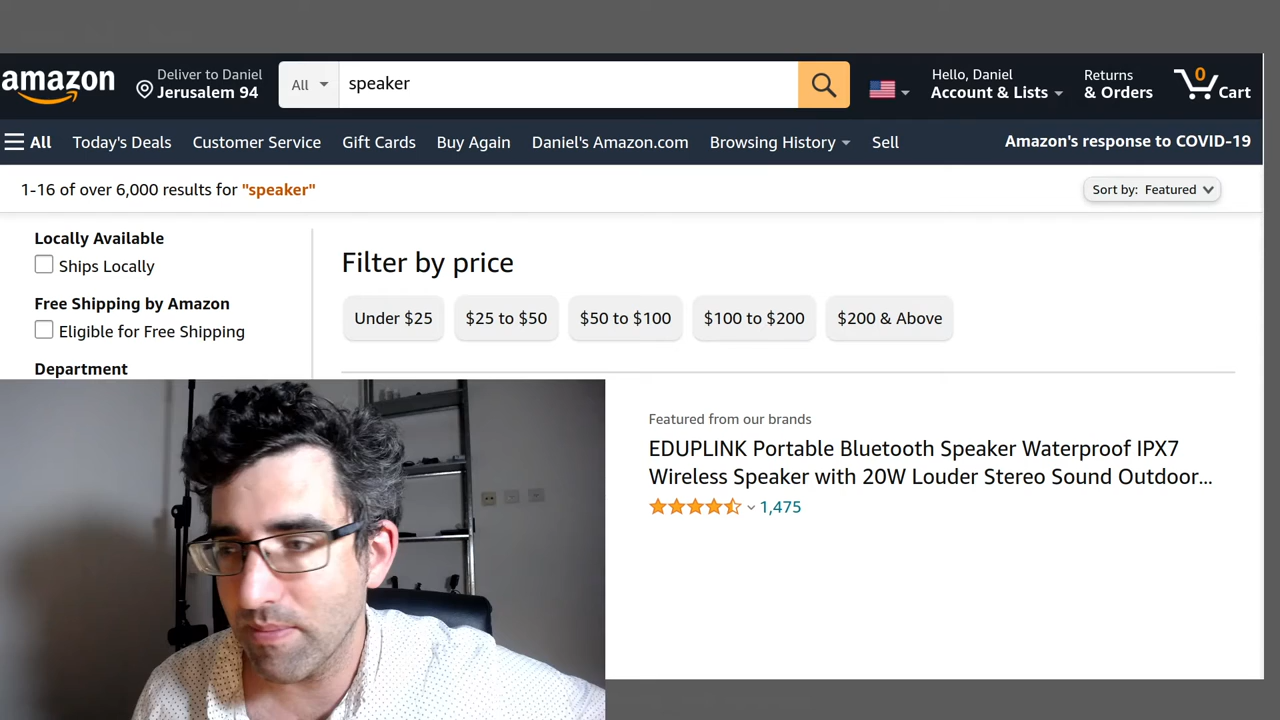 amazon
Deliver to Daniel
Jerusalem 94
All
speaker
Hello, Daniel
Account & Lists
Returns
& Orders
0
Cart
All
Today's Deals
Customer Service
Gift Cards
Buy Again
Daniel's Amazon.com
Browsing History
Sell
Amazon's response to COVID-19
1-16 of over 6,000 results for "speaker"
Sort by: Featured
Locally Available
Ships Locally
Free Shipping by Amazon
Eligible for Free Shipping
Department
Filter by price
Under $25
$25 to $50
$50 to $100
$100 to $200
$200 & Above
Featured from our brands
EDUPLINK Portable Bluetooth Speaker Waterproof IPX7
Wireless Speaker with 20W Louder Stereo Sound Outdoor...
1,475